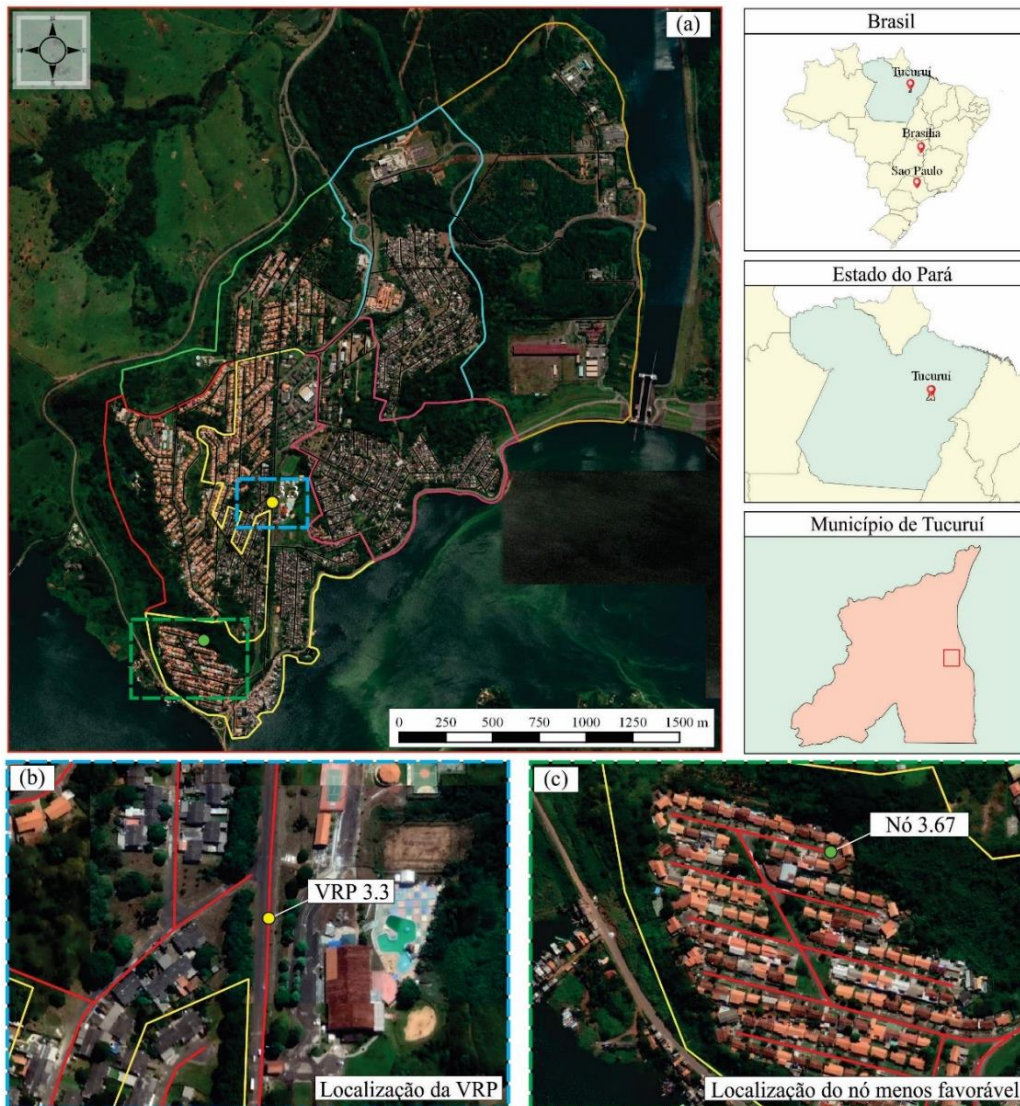 (a)
0 250 500 750 1000 1250 1500 m
Brasil
Tucuruí
Brasília
Sao Paulo
Estado do Pará
Tucuruí
Município de Tucuruí
(b)
VRP 3.3
Localização da VRP
(c)
Nó 3.67
Localização do nó menos favorável